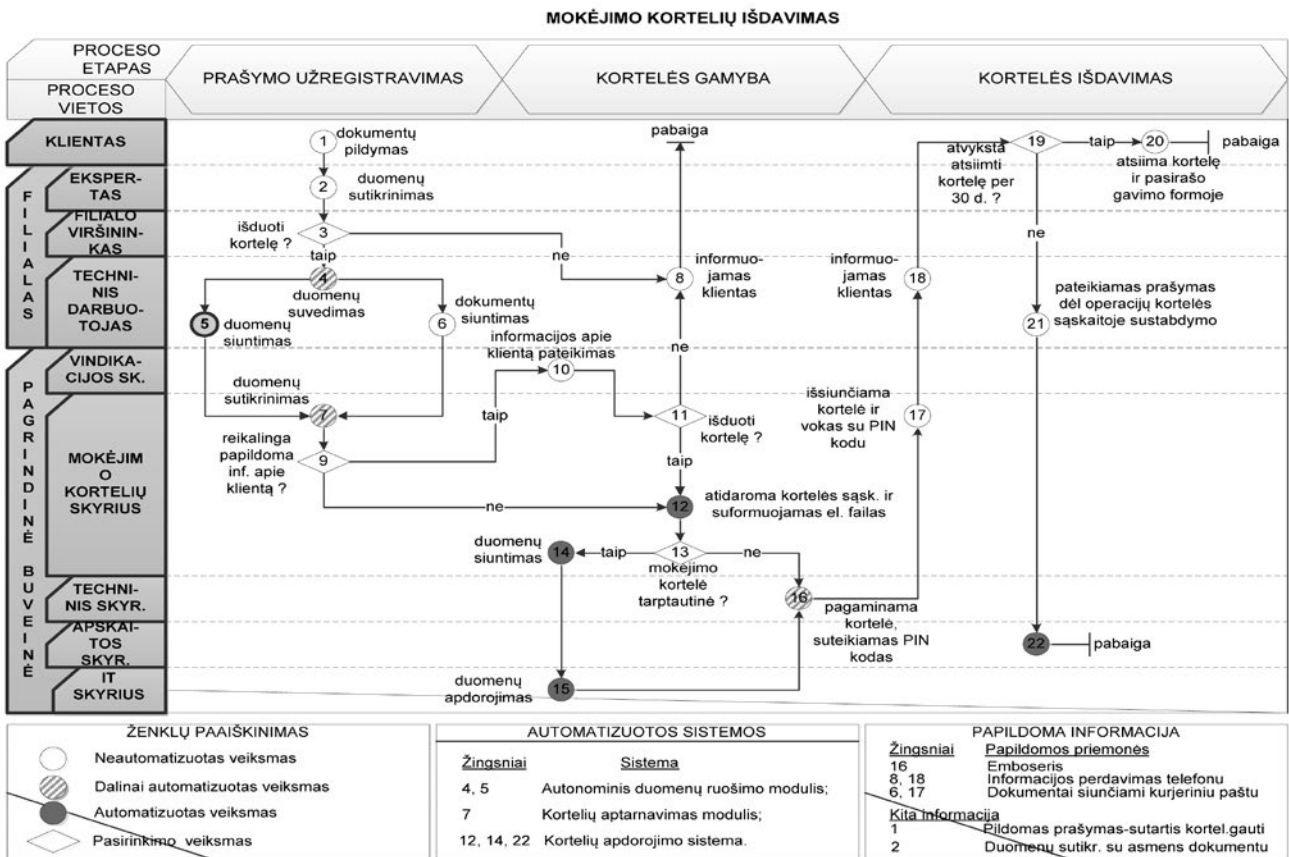 MOKĖJIMO KORTELIŲ IŠDAVIMAS
PROCESO
ETAPAS
PRAŠYMO UŽREGISTRAVIMAS
KORTELĖS GAMYBA
KORTELĖS IŠDAVIMAS
PROCESO
VIETOS
KLIENTAS
FILIALAS
EKSPER-
TAS
FILIALO
VIRŠININ-
KAS
TECHNI-
NIS
DARBUO-
TOJAS
PAGRINDINĖ BUVEINĖ
VINDIKA-
CIJOS SK.
MOKĖJIM
O
KORTELIŲ
SKYRIUS
TECHNI-
NIS SKYR.
APSKAI-
TOS
SKYR.
IT
SKYRIUS
1
dokumentų
pildymas
2
duomenų
sutikrinimas
išduoti
kortelę ?
3
taip
ne
4
duomenų
suvedimas
5
duomenų
siuntimas
6
dokumentų
siuntimas
duomenų
sutikrinimas
7
reikalinga
papildoma
inf. apie
klientą ?
9
taip
ne
pabaiga
8
informuo-
jamas
klientas
ne
informacijos apie
klientą pateikimas
10
11
išduoti
kortelę ?
taip
12
atidaroma kortelės sąsk. ir
suformuojamas el. failas
duomenų
siuntimas
14
taip
13
ne
mokėjimo
kortelė
tarptautinė ?
16
pagaminama
kortelė,
suteikiamas PIN
kodas
duomenų
apdorojimas
15
išsiunčiama
kortelė ir
vokas su PIN
kodu
17
informuo-
jamas
klientas
18
atvyksta
atsiimti
kortelę per
30 d. ?
19
taip
20
pabaiga
atsiima kortelę
ir pasirašo
gavimo formoje
ne
pateikiamas prašymas
dėl operacijų kortelės
sąskaitoje sustabdymo
21
22
pabaiga
ŽENKLŲ PAAIŠKINIMAS
Neautomatizuotas veiksmas
Dalinai automatizuotas veiksmas
Automatizuotas veiksmas
Pasirinkimo veiksmas
AUTOMATIZUOTOS SISTEMOS
Žingsniai Sistema
4, 5 Autonominis duomenų ruošimo modulis;
7 Kortelių aptarnavimas modulis;
12, 14, 22 Kortelių apdorojimo sistema.
PAPILDOMA INFORMACIJA
Žingsniai Papildomos priemonės
16 Emboseris
8, 18 Informacijos perdavimas telefonu
6, 17 Dokumentai siunčiami kurjeriniu paštu
Kita informacija
1 Pildomas prašymas-sutartis kortel.gauti
2 Duomenų sutikr. su asmens dokumentu